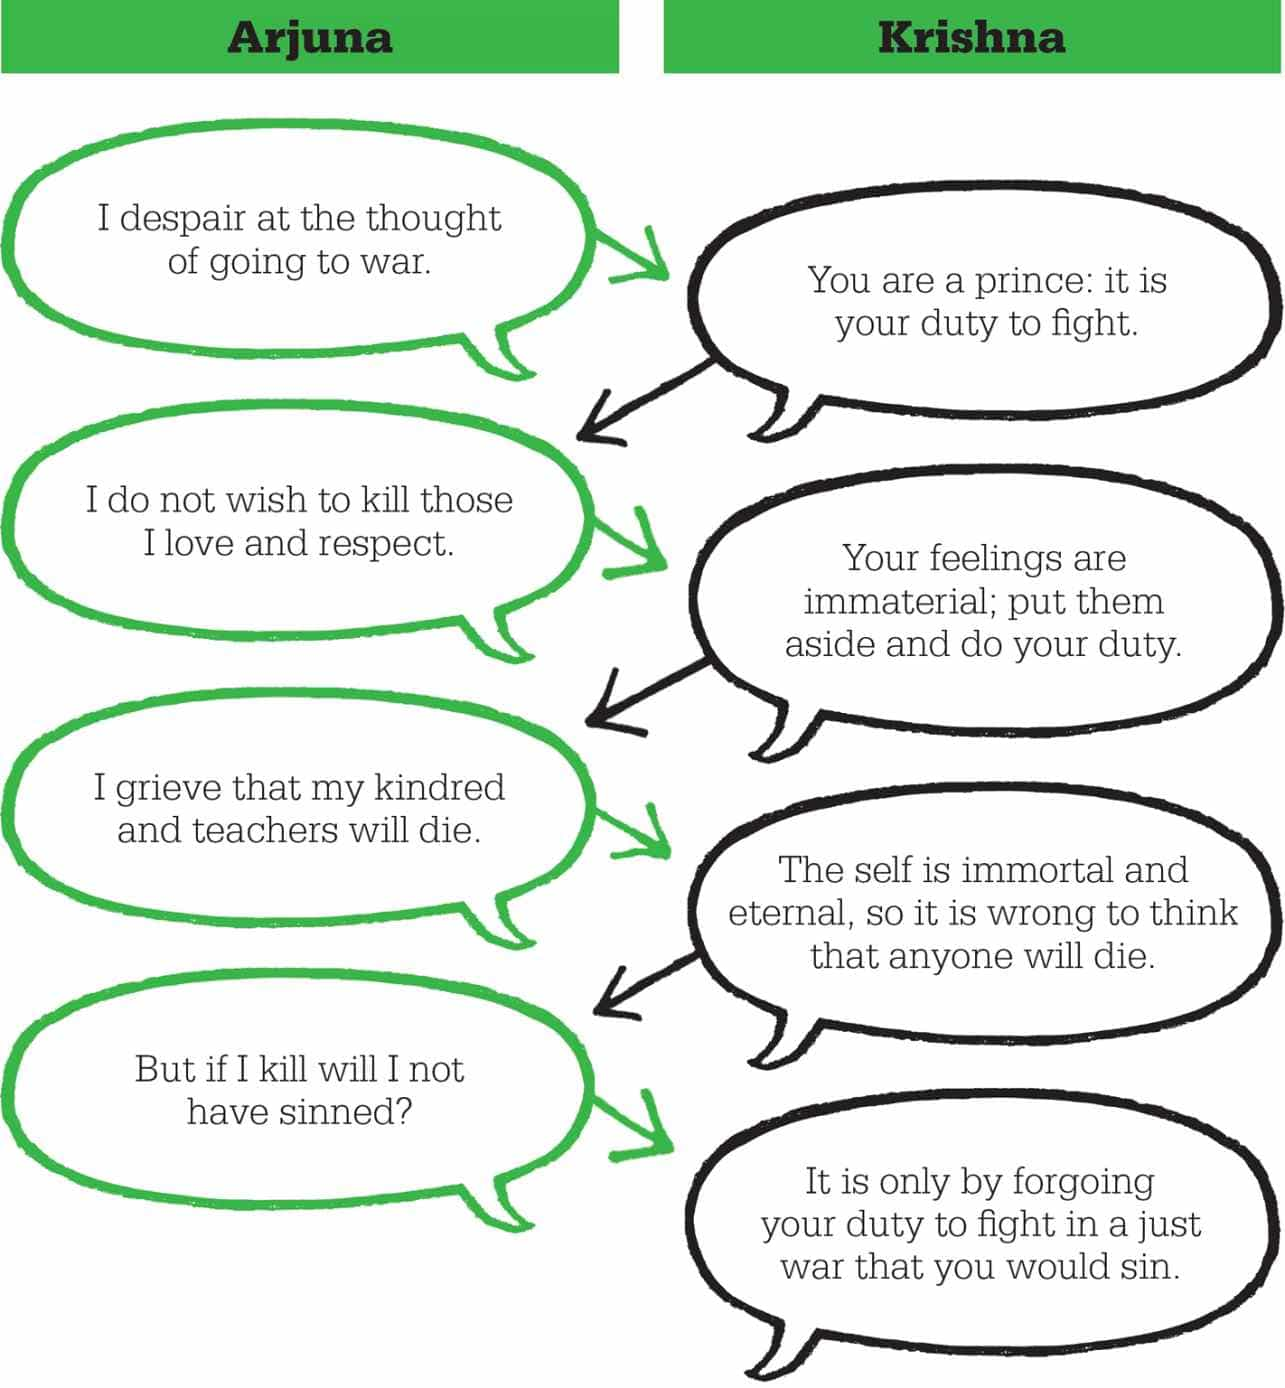 Arjuna
Krishna
I despair at the thought
of going to war.
You are a prince: it is
your duty to fight.
I do not wish to kill those
I love and respect.
Your feelings are
immaterial; put them
aside and do your duty.
I grieve that my kindred
and teachers will die.
The self is immortal and
eternal, so it is wrong to think
that anyone will die.
But if I kill will I not
have sinned?
It is only by forgoing
your duty to fight in a just
war that you would sin.